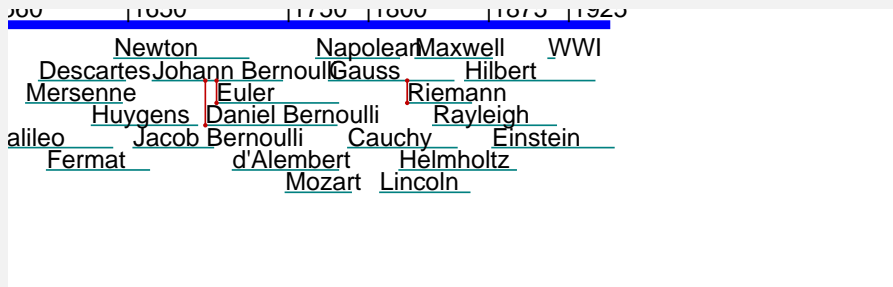 1650 1750 1800 1875 1925
Newton Napolean Maxwell WWI
Descartes Johann Bernoulli Gauss Hilbert
Mersenne Euler Riemann
Huygens Daniel Bernoulli Rayleigh
alileo Jacob Bernoulli Cauchy Einstein
Fermat d'Alembert Helmholtz
Mozart Lincoln